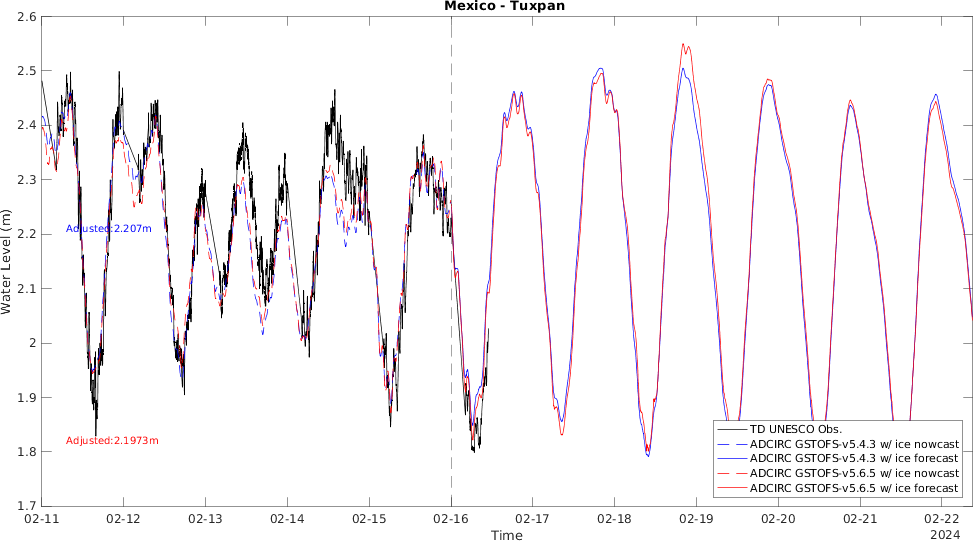 Mexico - Tuxpan
Water Level (m)
2.6
2.5
2.4
2.3
2.2
2.1
2
1.9
1.8
1.7
Adjusted:2.207m
Adjusted:2.1973m
TD UNESCO Obs.
ADCIRC GSTOFS-v5.4.3 w/ ice nowcast
ADCIRC GSTOFS-v5.4.3 w/ ice forecast
ADCIRC GSTOFS-v5.6.5 w/ ice nowcast
ADCIRC GSTOFS-v5.6.5 w/ ice forecast
02-11 02-12 02-13 02-14 02-15 02-16 02-17 02-18 02-19 02-20 02-21 02-22
Time
2024